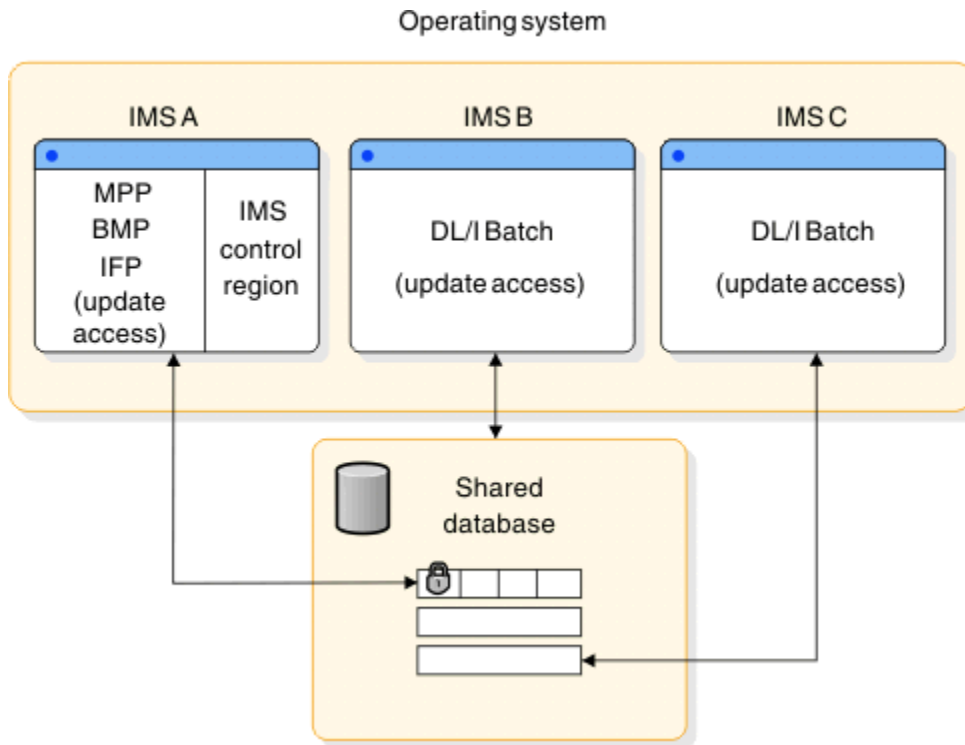 Operating system
IMS A
MPP
BMP
IFP
(update
access)
IMS
control
region
IMS B
DL/I Batch
(update access)
IMS C
DL/I Batch
(update access)
Shared
database